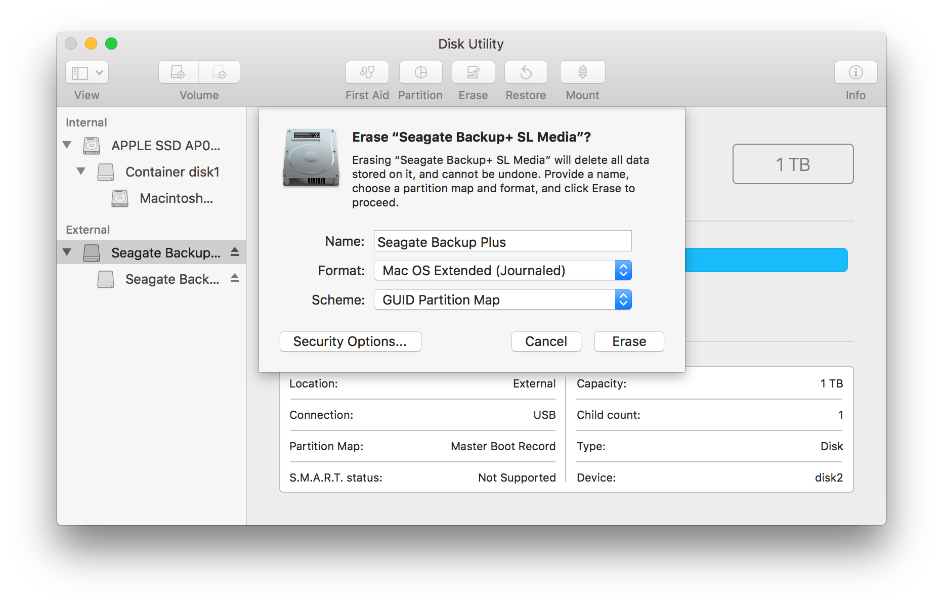 Disk Utility
View
Volume
First Aid
Partition
Erase
Restore
Mount
Info
Internal
APPLE SSD AP0...
Container disk1
Macintosh...
External
Seagate Backup...
Seagate Back...
1 TB
Erase “Seagate Backup+ SL Media”?
Erasing “Seagate Backup+ SL Media” will delete all data
stored on it, and cannot be undone. Provide a name,
choose a partition map and format, and click Erase to
proceed.
Name: Seagate Backup Plus
Format: Mac OS Extended (Journaled)
Scheme: GUID Partition Map
Security Options...
Cancel
Erase
Location: External
Capacity: 1 TB
Connection: USB
Child count: 1
Partition Map: Master Boot Record
Type: Disk
S.M.A.R.T. status: Not Supported
Device: disk2